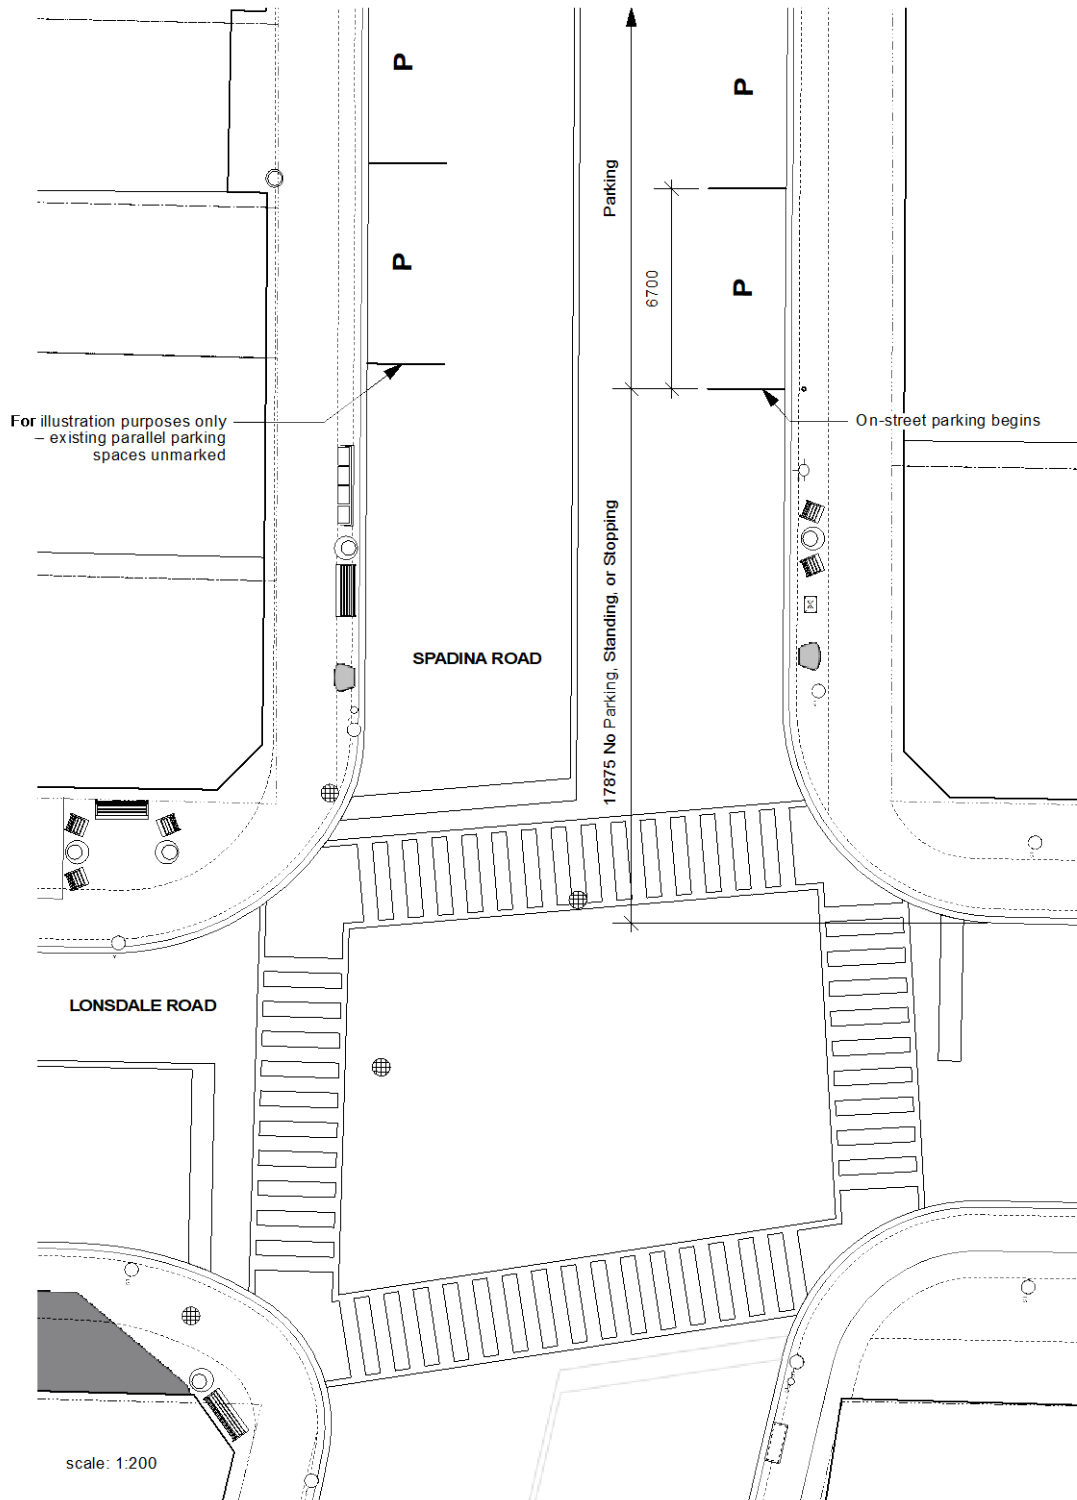 P
P
Parking
P
6700
P
For illustration purposes only
– existing parallel parking
spaces unmarked
On-street parking begins
17875 No Parking, Standing, or Stopping
SPADINA ROAD
LONSDALE ROAD
scale: 1:200